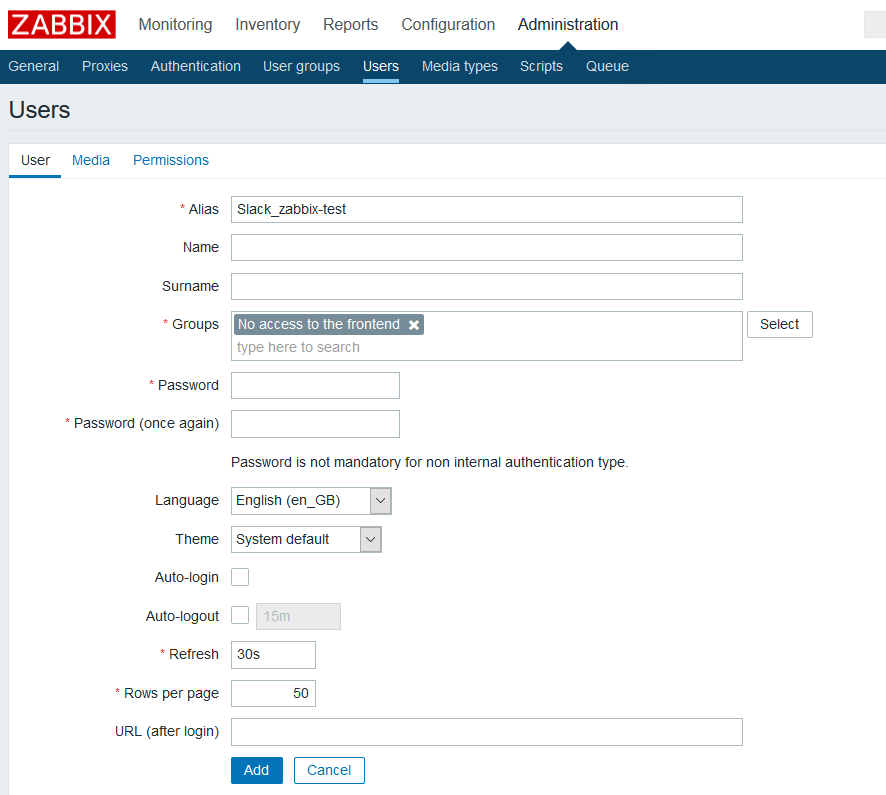 ZABBIX Monitoring Inventory Reports Configuration Administration
General Proxies Authentication User groups Users Media types Scripts Queue
Users
User Media Permissions
* Alias Slack_zabbix-test
Name
Surname
* Groups No access to the frontend Select
type here to search
* Password
* Password (once again)
Password is not mandatory for non internal authentication type.
Language English (en_GB)
Theme System default
Auto-login
Auto-logout 15m
* Refresh 30s
* Rows per page 50
URL (after login)
Add Cancel